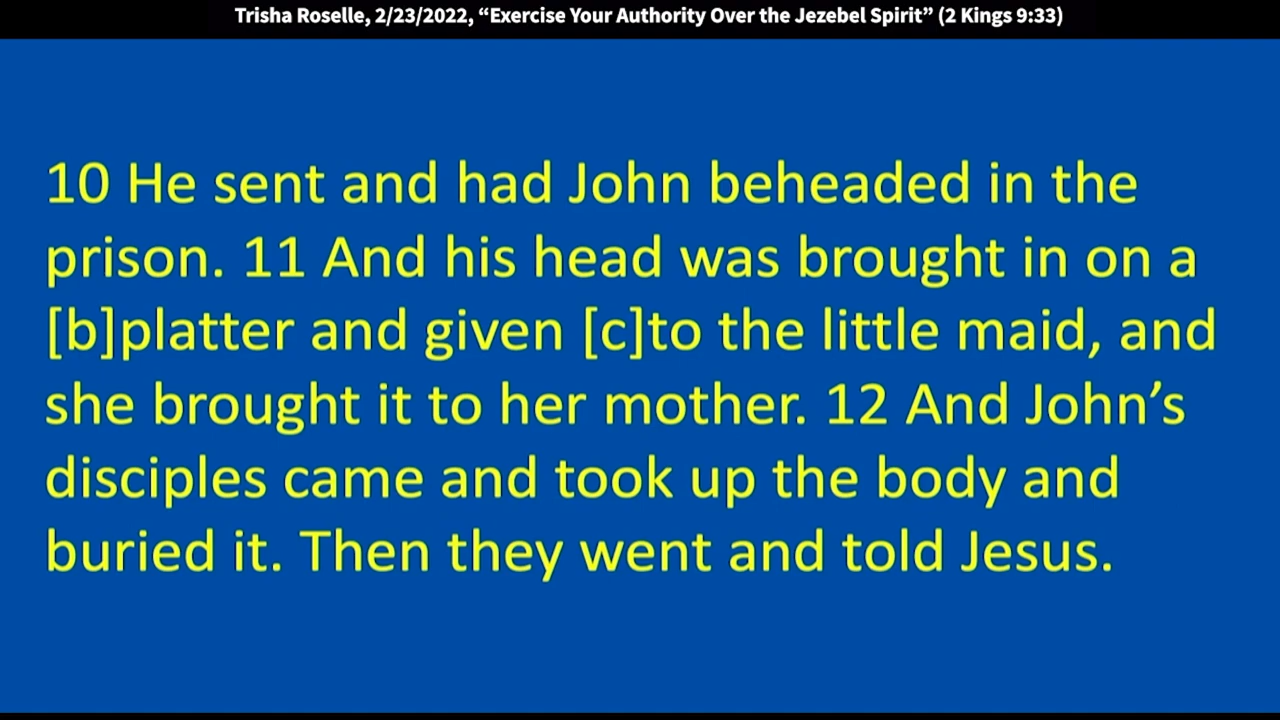 Trisha Roselle, 2/23/2022, “Exercise Your Authority Over the Jezebel Spirit” (2 Kings 9:33)
10 He sent and had John beheaded in the
prison. 11 And his head was brought in on a
[b]platter and given [c]to the little maid, and
she brought it to her mother. 12 And John’s
disciples came and took up the body and
buried it. Then they went and told Jesus.